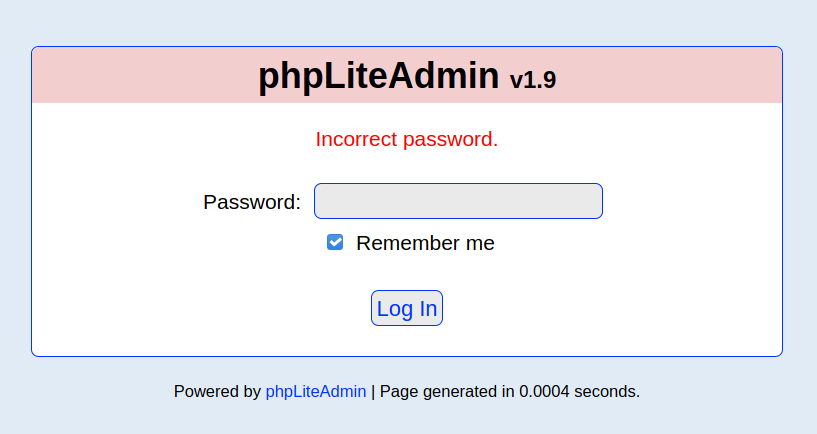 phpLiteAdmin v1.9
Incorrect password.
Password:
Remember me
Log In
Powered by phpLiteAdmin | Page generated in 0.0004 seconds.